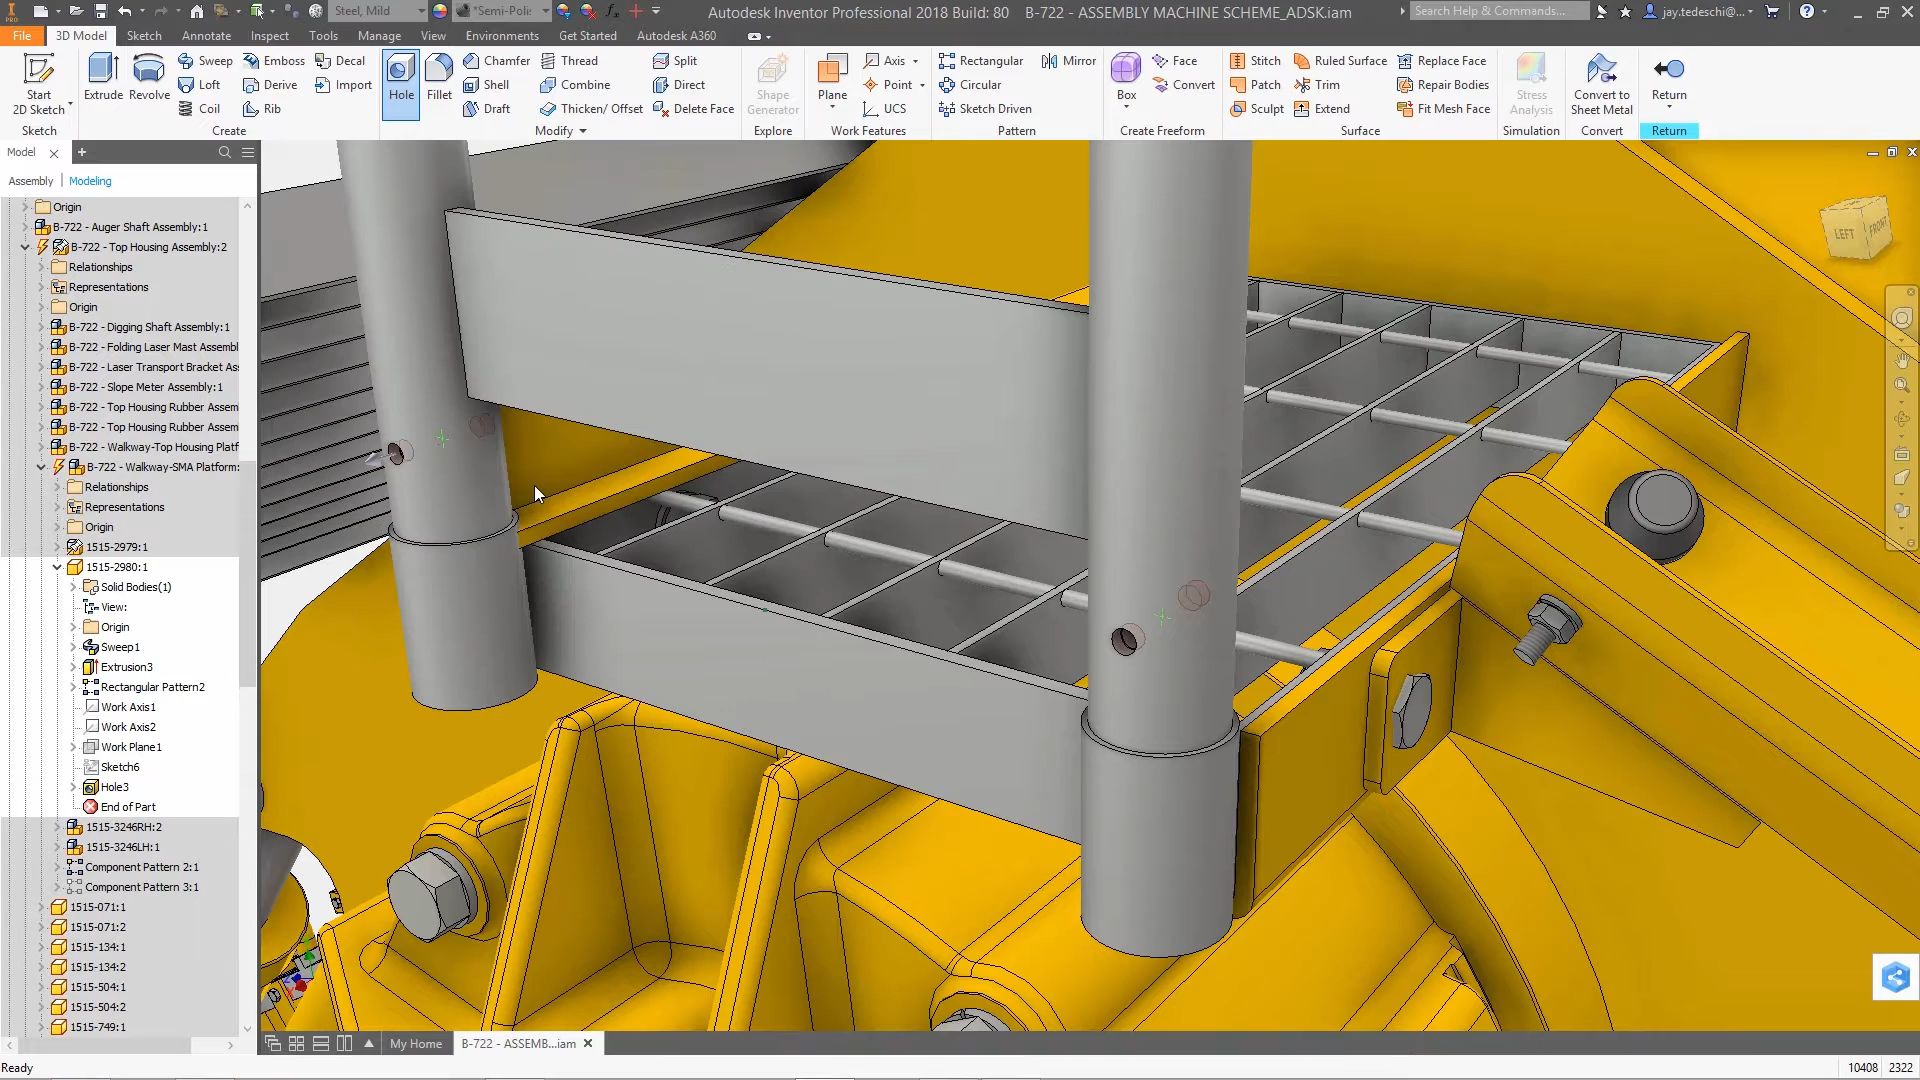 PRO
Steel, Mild
*Semi-Polis
Autodesk Inventor Professional 2018 Build: 80 B-722 - ASSEMBLY MACHINE SCHEME_ADSK.iam
Search Help & Commands...
jay.tedeschi@...
File 3D Model Sketch Annotate Inspect Tools Manage View Environments Get Started Autodesk A360
Start
2D Sketch
Sketch
Extrude Revolve
Sweep Emboss Decal
Loft Derive Import
Coil Rib
Create
Hole Fillet
Chamfer Thread Split
Shell Combine Direct
Draft Thicken/ Offset Delete Face
Modify
Shape
Generator
Explore
Plane
Axis
Point
UCS
Work Features
Rectangular Mirror
Circular
Sketch Driven
Pattern
Box
Face
Convert
Create Freeform
Stitch Ruled Surface Replace Face
Patch Trim Repair Bodies
Sculpt Extend Fit Mesh Face
Surface
Stress
Analysis
Simulation
Convert to
Sheet Metal
Convert
Return
Return
Model
Assembly Modeling
Origin
B-722 - Auger Shaft Assembly:1
B-722 - Top Housing Assembly:2
Relationships
Representations
Origin
B-722 - Digging Shaft Assembly:1
B-722 - Folding Laser Mast Assembl
B-722 - Laser Transport Bracket Ass
B-722 - Slope Meter Assembly:1
B-722 - Top Housing Rubber Assem
B-722 - Top Housing Rubber Assem
B-722 - Walkway-Top Housing Platf
B-722 - Walkway-SMA Platform:
Relationships
Representations
Origin
1515-2979:1
1515-2980:1
Solid Bodies(1)
View:
Origin
Sweep1
Extrusion3
Rectangular Pattern2
Work Axis1
Work Axis2
Work Plane1
Sketch6
Hole3
End of Part
1515-3246RH:2
1515-3246LH:1
Component Pattern 2:1
Component Pattern 3:1
1515-071:1
1515-071:2
1515-134:1
1515-134:2
1515-504:1
1515-504:2
1515-749:1
LEFT FRONT
My Home B-722 - ASSEMB...iam
Ready
10408 2322